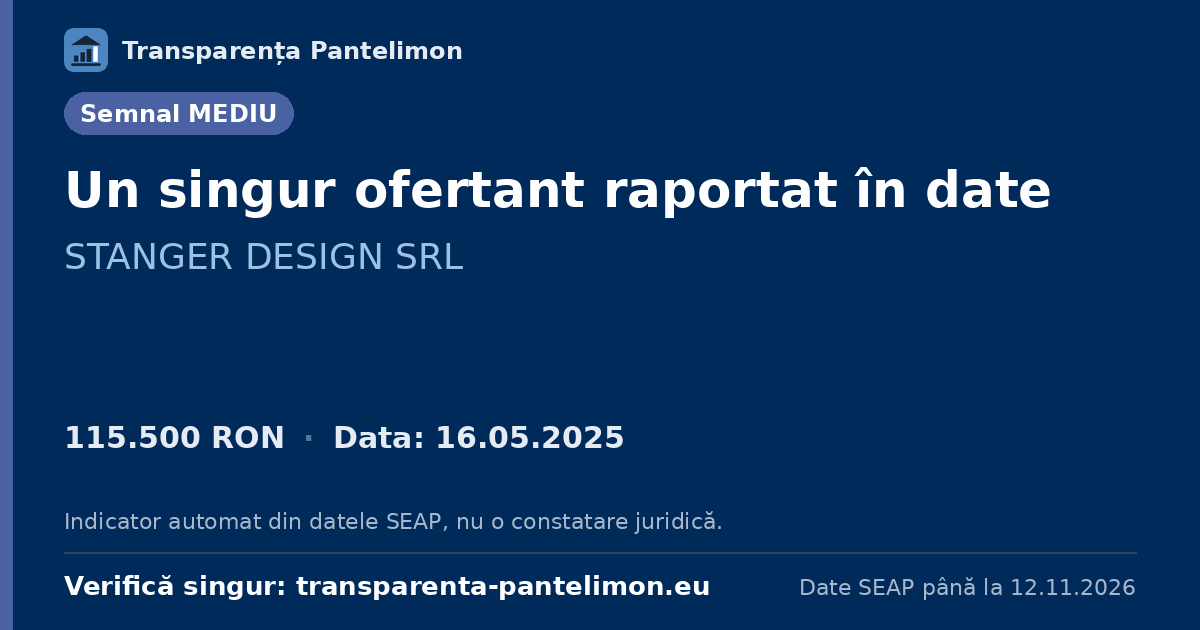 Transparența Pantelimon
Semnal MEDIU
Un singur ofertant raportat în date
STANGER DESIGN SRL
115.500 RON · Data: 16.05.2025
Indicator automat din datele SEAP, nu o constatare juridică.
Verifică singur: transparenta-pantelimon.eu
Date SEAP până la 12.11.2026